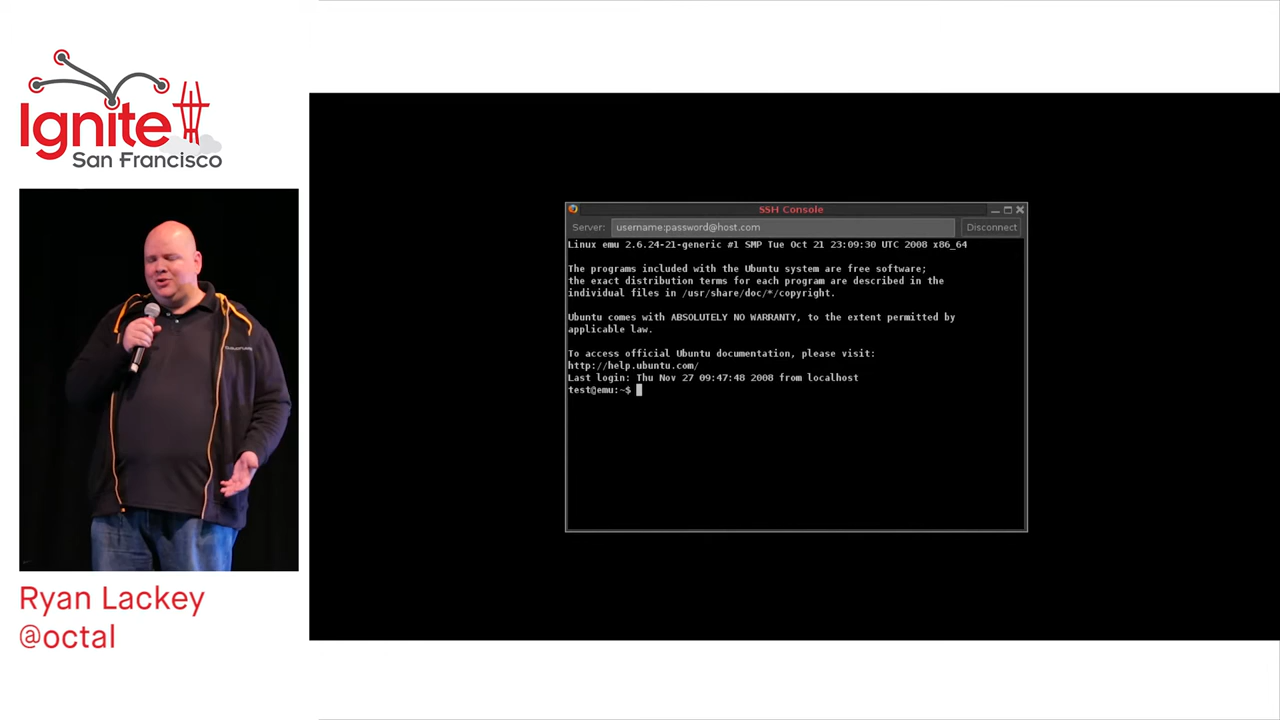 Ignite
San Francisco
Ryan Lackey
@octal
SSH Console
Server: username:password@host.com Disconnect
Linux emu 2.6.24-21-generic #1 SMP Tue Oct 21 23:09:30 UTC 2008 x86_64
The programs included with the Ubuntu system are free software;
the exact distribution terms for each program are described in the
individual files in /usr/share/doc/*/copyright.
Ubuntu comes with ABSOLUTELY NO WARRANTY, to the extent permitted by
applicable law.
To access official Ubuntu documentation, please visit:
http://help.ubuntu.com/
Last login: Thu Nov 27 09:47:48 2008 from localhost
test@emu:~$